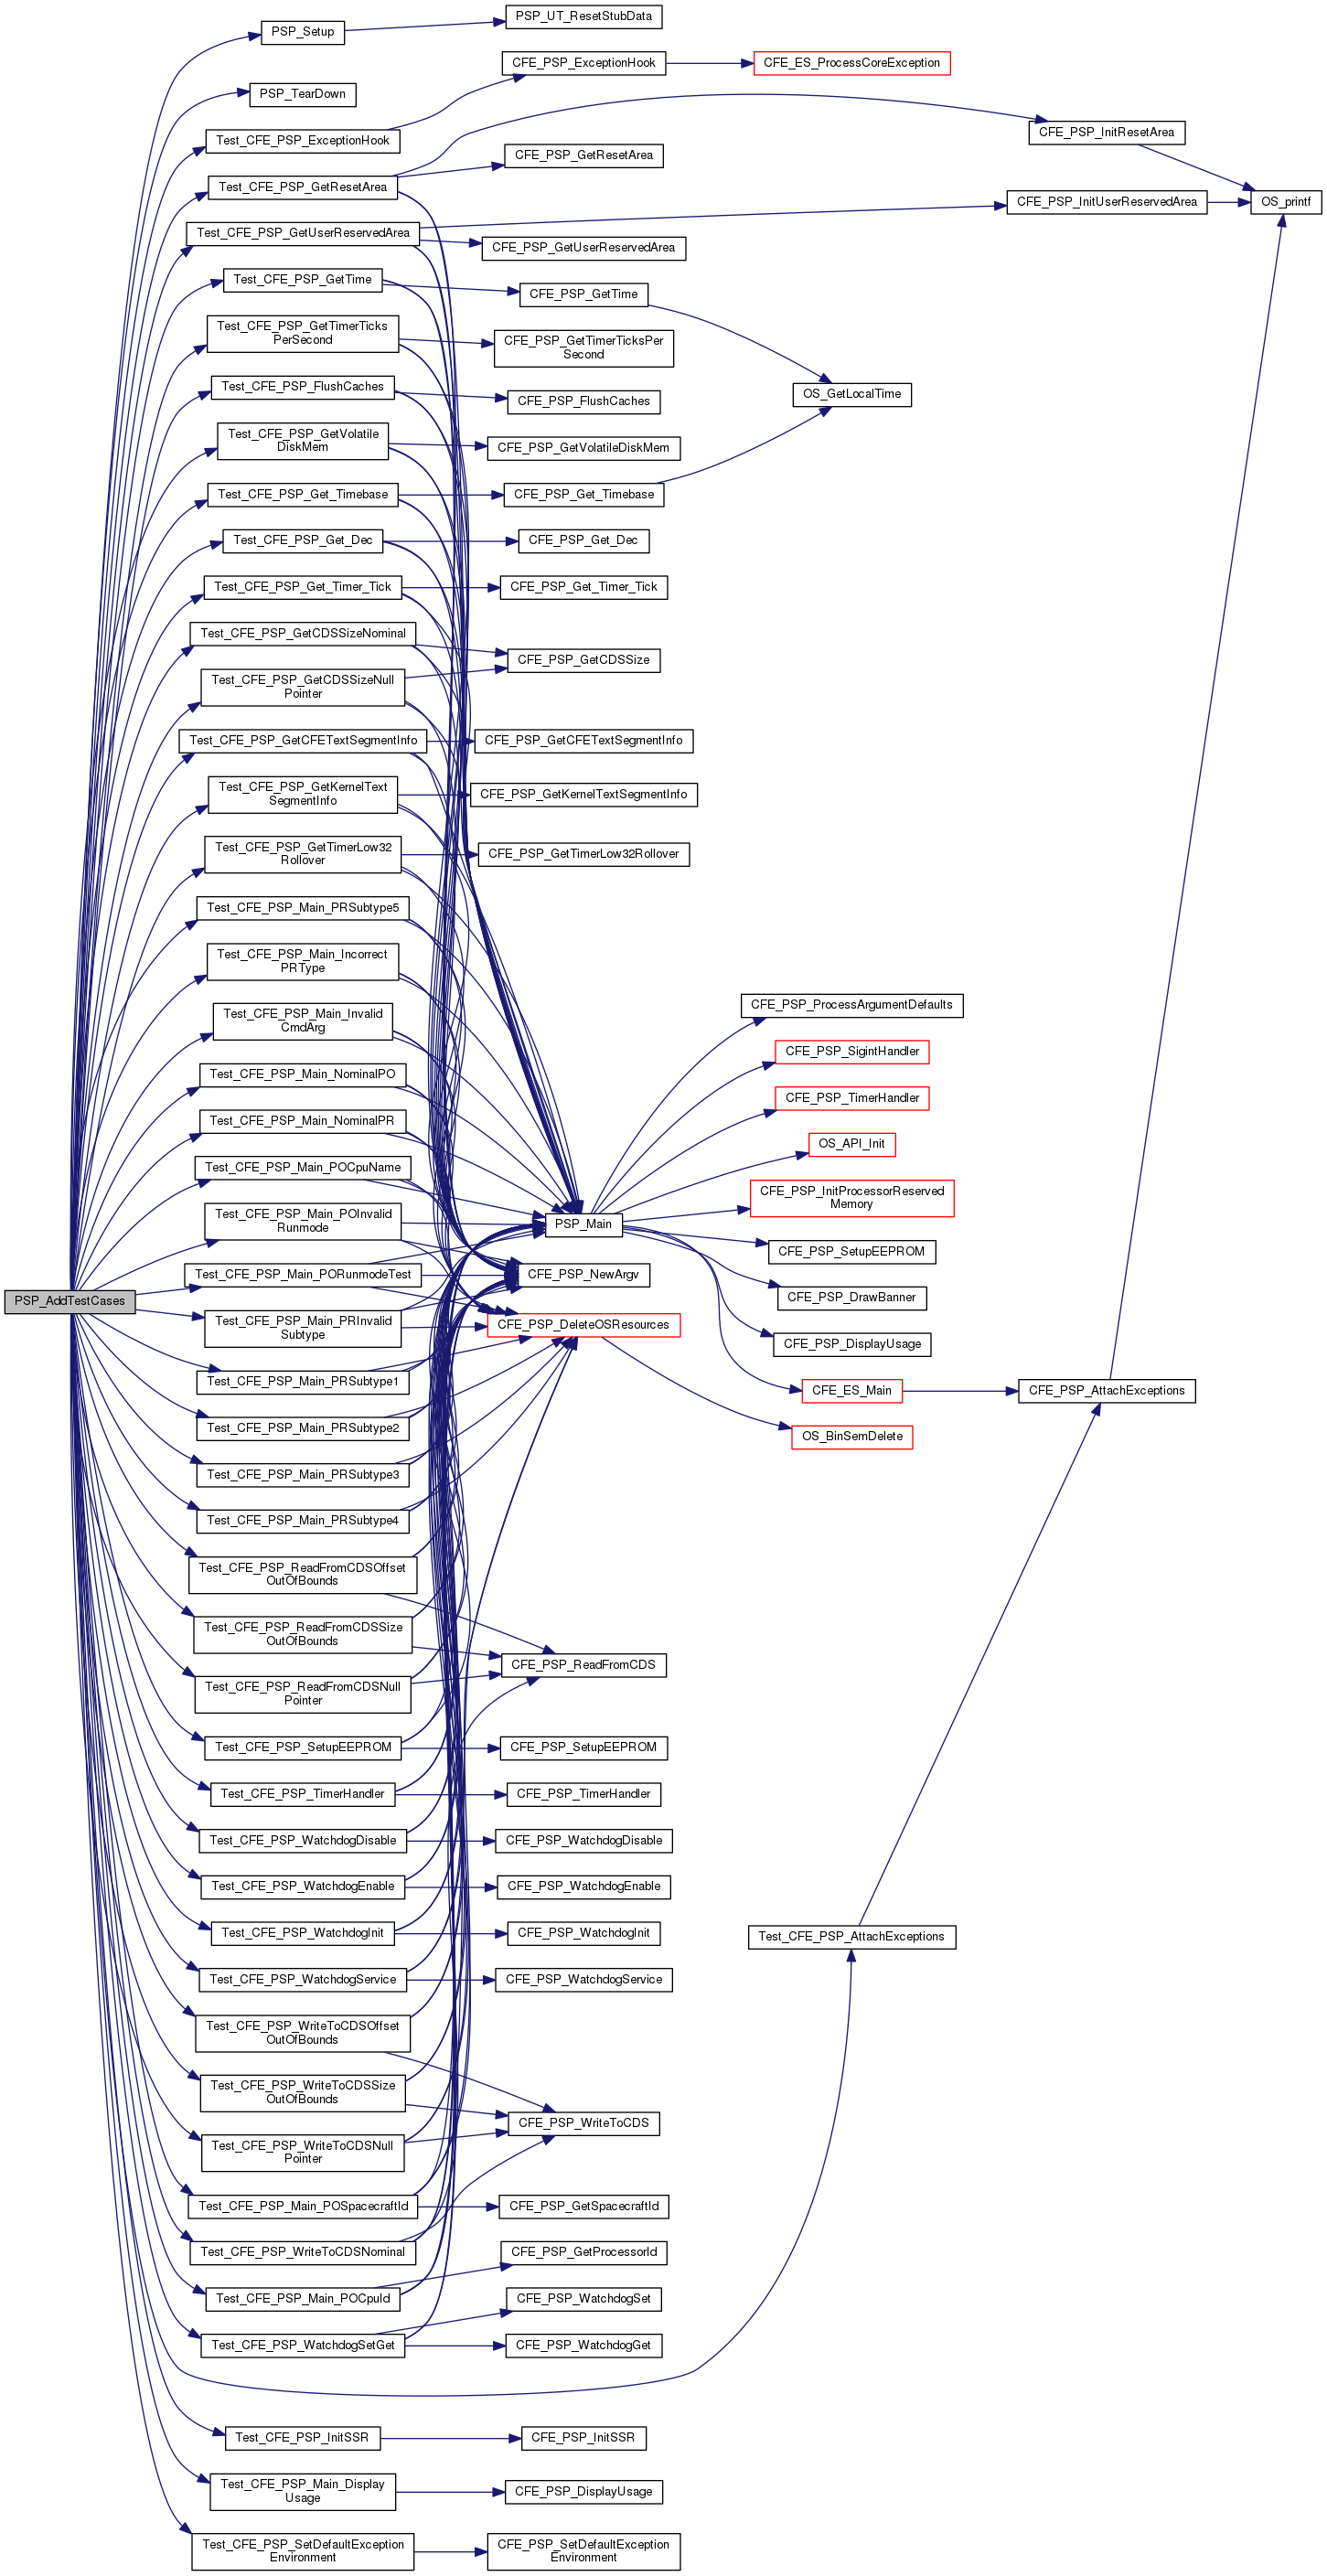 PSP_AddTestCases
PSP_Setup
PSP_TearDown
Test_CFE_PSP_ExceptionHook
Test_CFE_PSP_GetResetArea
Test_CFE_PSP_GetUserReservedArea
Test_CFE_PSP_GetTime
Test_CFE_PSP_GetTimerTicks
PerSecond
Test_CFE_PSP_FlushCaches
Test_CFE_PSP_GetVolatile
DiskMem
Test_CFE_PSP_Get_Timebase
Test_CFE_PSP_Get_Dec
Test_CFE_PSP_Get_Timer_Tick
Test_CFE_PSP_GetCDSSizeNominal
Test_CFE_PSP_GetCDSSizeNull
Pointer
Test_CFE_PSP_GetCFETextSegmentInfo
Test_CFE_PSP_GetKernelText
SegmentInfo
Test_CFE_PSP_GetTimerLow32
Rollover
Test_CFE_PSP_Main_PRSubtype5
Test_CFE_PSP_Main_Incorrect
PRType
Test_CFE_PSP_Main_Invalid
CmdArg
Test_CFE_PSP_Main_NominalPO
Test_CFE_PSP_Main_NominalPR
Test_CFE_PSP_Main_POCpuName
Test_CFE_PSP_Main_POInvalid
Runmode
Test_CFE_PSP_Main_PORunmodeTest
Test_CFE_PSP_Main_PRInvalid
Subtype
Test_CFE_PSP_Main_PRSubtype1
Test_CFE_PSP_Main_PRSubtype2
Test_CFE_PSP_Main_PRSubtype3
Test_CFE_PSP_Main_PRSubtype4
Test_CFE_PSP_ReadFromCDSOffset
OutOfBounds
Test_CFE_PSP_ReadFromCDSSize
OutOfBounds
Test_CFE_PSP_ReadFromCDSNull
Pointer
Test_CFE_PSP_SetupEEPROM
Test_CFE_PSP_TimerHandler
Test_CFE_PSP_WatchdogDisable
Test_CFE_PSP_WatchdogEnable
Test_CFE_PSP_WatchdogInit
Test_CFE_PSP_WatchdogService
Test_CFE_PSP_WriteToCDSOffset
OutOfBounds
Test_CFE_PSP_WriteToCDSSize
OutOfBounds
Test_CFE_PSP_WriteToCDSNull
Pointer
Test_CFE_PSP_Main_POSpacecraftId
Test_CFE_PSP_WriteToCDSNominal
Test_CFE_PSP_Main_POCpuId
Test_CFE_PSP_WatchdogSetGet
Test_CFE_PSP_InitSSR
Test_CFE_PSP_Main_Display
Usage
Test_CFE_PSP_SetDefaultException
Environment
PSP_UT_ResetStubData
CFE_PSP_ExceptionHook
CFE_PSP_GetResetArea
CFE_PSP_GetUserReservedArea
CFE_PSP_GetTime
CFE_PSP_GetTimerTicksPer
Second
CFE_PSP_FlushCaches
CFE_PSP_GetVolatileDiskMem
CFE_PSP_Get_Timebase
CFE_PSP_Get_Dec
CFE_PSP_Get_Timer_Tick
CFE_PSP_GetCDSSize
CFE_PSP_GetCFETextSegmentInfo
CFE_PSP_GetKernelTextSegmentInfo
CFE_PSP_GetTimerLow32Rollover
PSP_Main
CFE_PSP_NewArgv
CFE_PSP_DeleteOSResources
CFE_PSP_ReadFromCDS
CFE_PSP_SetupEEPROM
CFE_PSP_TimerHandler
CFE_PSP_WatchdogDisable
CFE_PSP_WatchdogEnable
CFE_PSP_WatchdogInit
CFE_PSP_WatchdogService
CFE_PSP_WriteToCDS
CFE_PSP_GetSpacecraftId
CFE_PSP_GetProcessorId
CFE_PSP_WatchdogSet
CFE_PSP_WatchdogGet
CFE_PSP_InitSSR
CFE_PSP_DisplayUsage
CFE_PSP_SetDefaultException
Environment
CFE_ES_ProcessCoreException
OS_GetLocalTime
CFE_PSP_ProcessArgumentDefaults
CFE_PSP_SigintHandler
CFE_PSP_TimerHandler
OS_API_Init
CFE_PSP_InitProcessorReserved
Memory
CFE_PSP_SetupEEPROM
CFE_PSP_DrawBanner
CFE_PSP_DisplayUsage
CFE_ES_Main
OS_BinSemDelete
Test_CFE_PSP_AttachExceptions
CFE_PSP_InitResetArea
CFE_PSP_InitUserReservedArea
CFE_PSP_AttachExceptions
OS_printf